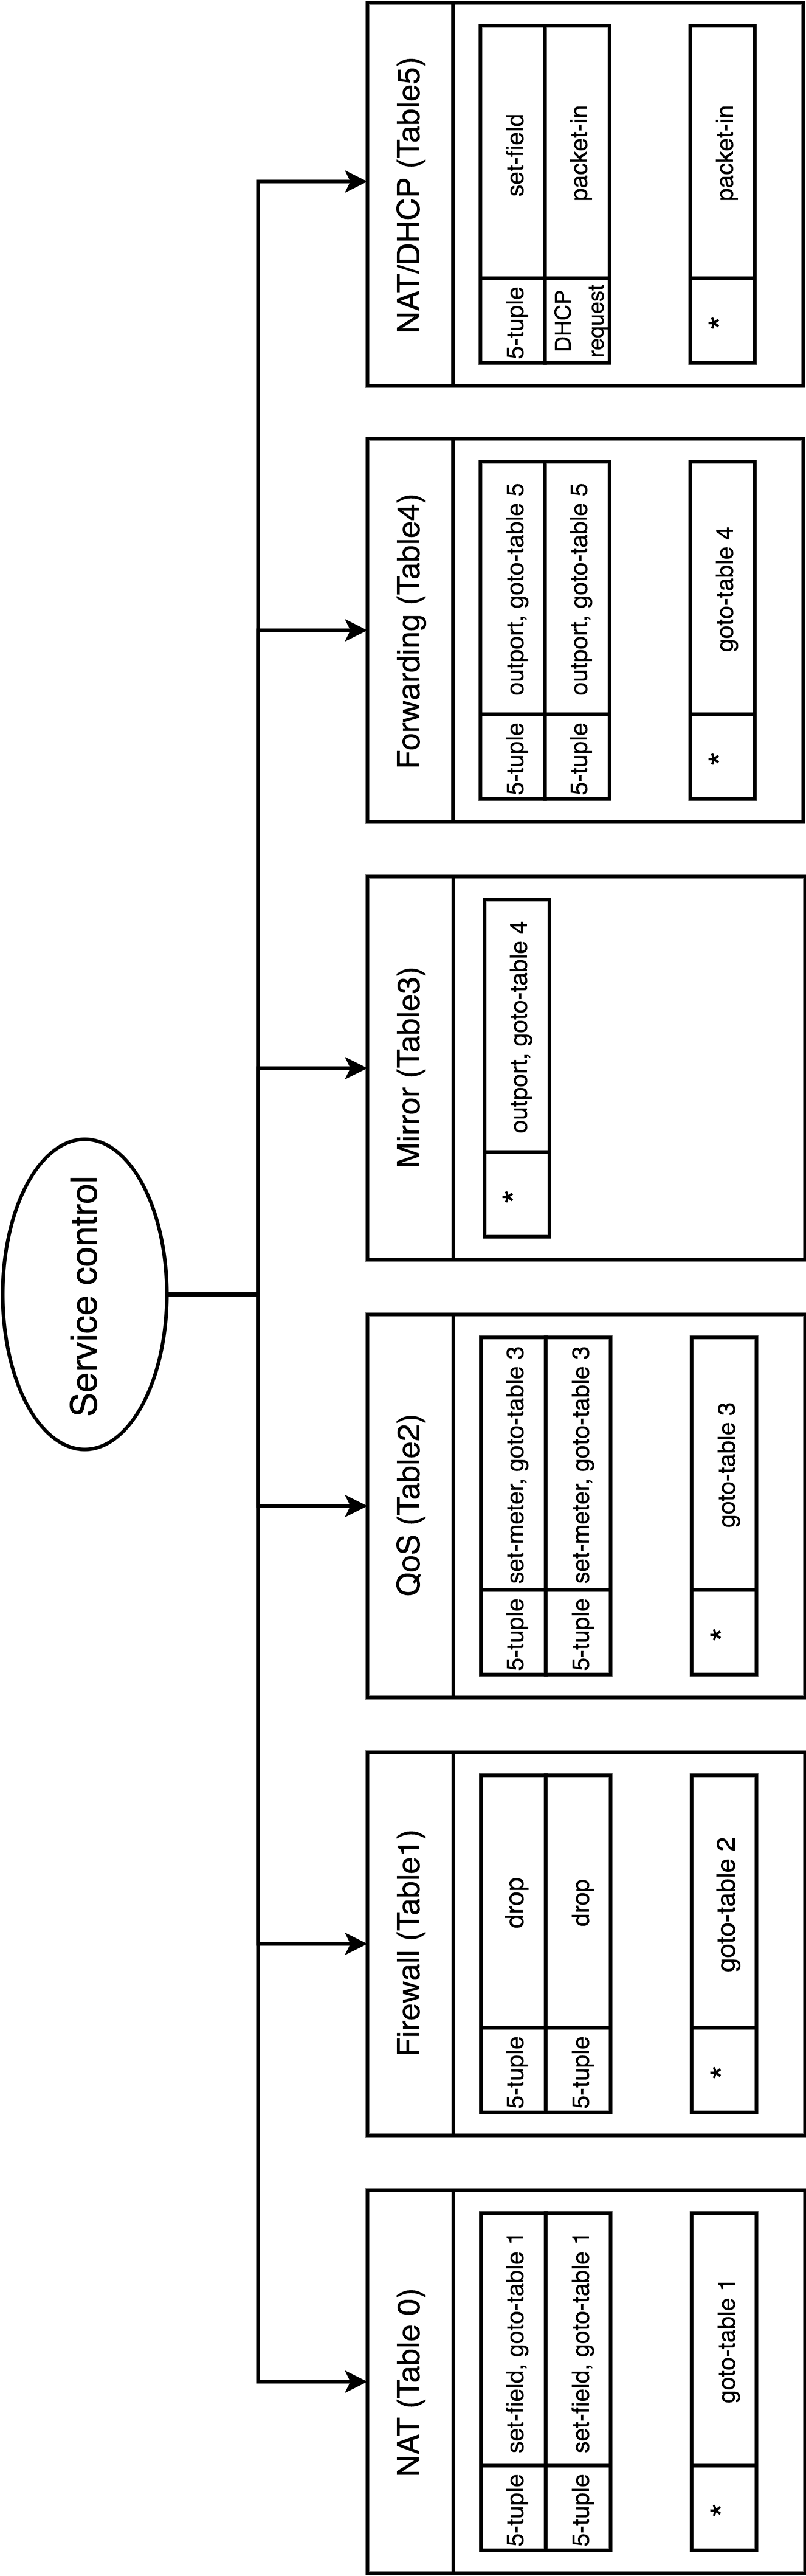 Service control
NAT (Table 0)
5-tuple set-field, goto-table 1
5-tuple set-field, goto-table 1
* goto-table 1
Firewall (Table1)
5-tuple drop
5-tuple drop
* goto-table 2
QoS (Table2)
5-tuple set-meter, goto-table 3
5-tuple set-meter, goto-table 3
* goto-table 3
Mirror (Table3)
* outport, goto-table 4
Forwarding (Table4)
5-tuple outport, goto-table 5
5-tuple outport, goto-table 5
* goto-table 4
NAT/DHCP (Table5)
5-tuple set-field
DHCP
request packet-in
* packet-in